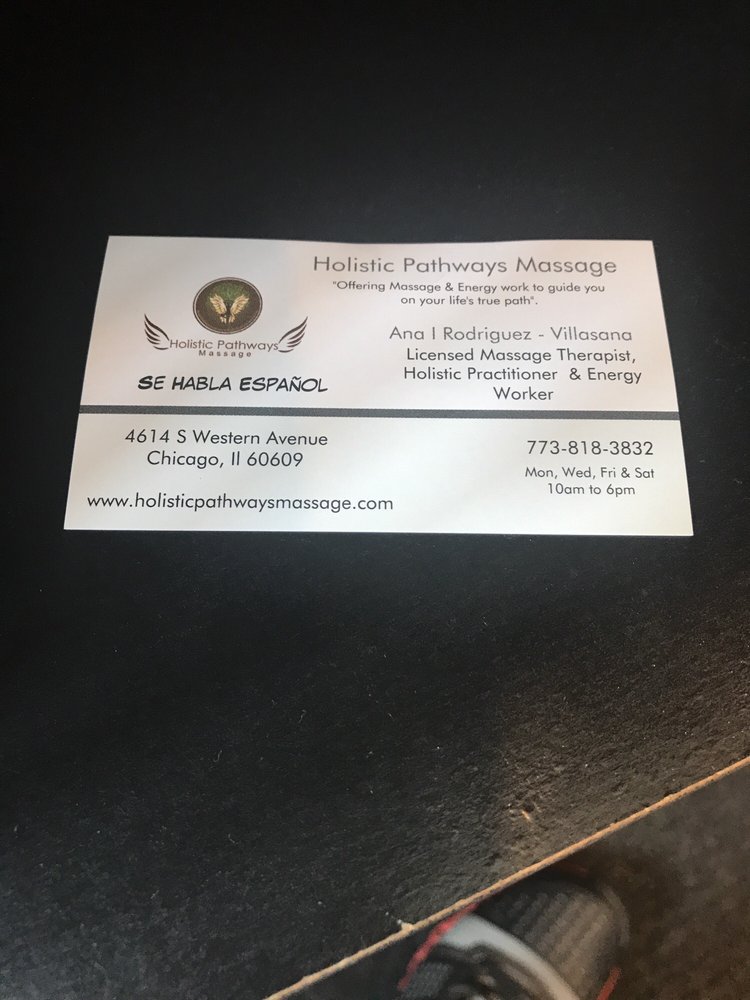 Holistic Pathways Massage
"Offering Massage & Energy work to guide you
on your life's true path".
Holistic Pathways
Massage
SE HABLA ESPAÑOL
Ana I Rodriguez - Villasana
Licensed Massage Therapist,
Holistic Practitioner & Energy
Worker
4614 S Western Avenue
Chicago, Il 60609
www.holisticpathwaysmassage.com
773-818-3832
Mon, Wed, Fri & Sat
10am to 6pm